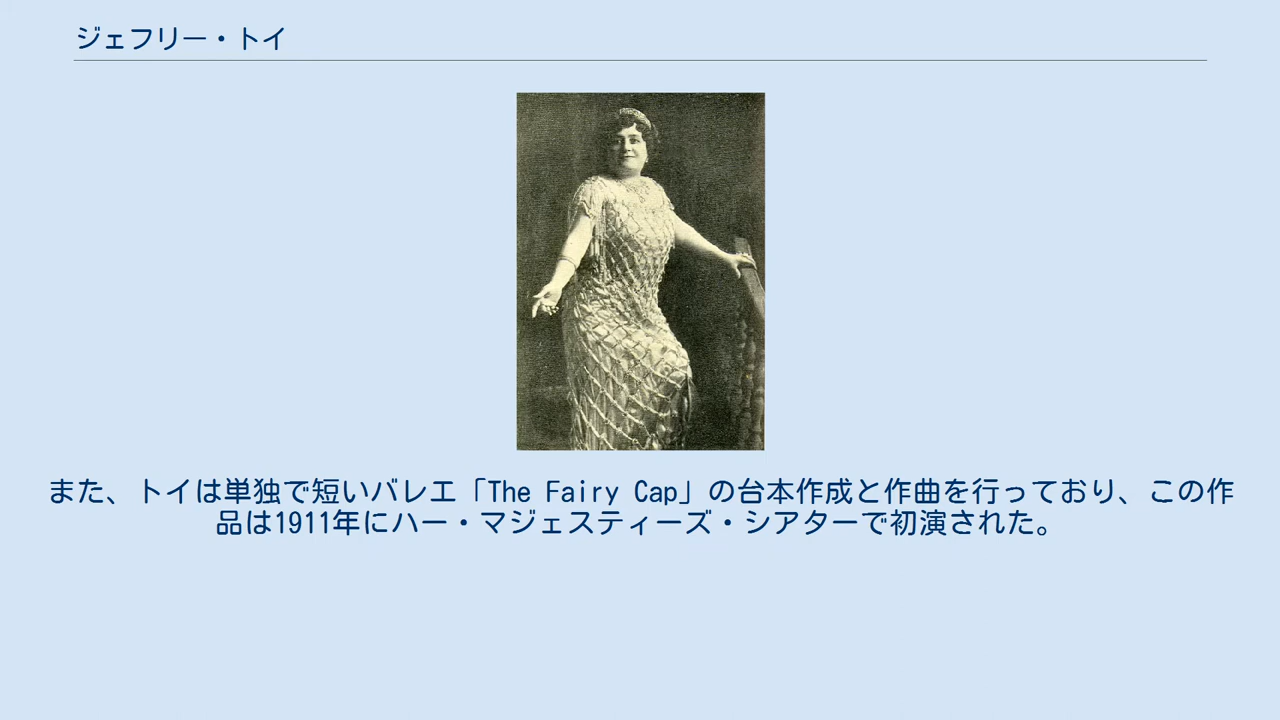 ジェフリー・トイ
また、トイは単独で短いバレエ「The Fairy Cap」の台本作成と作曲を行っており、この作
品は1911年にハー・マジェスティーズ・シアターで初演された。